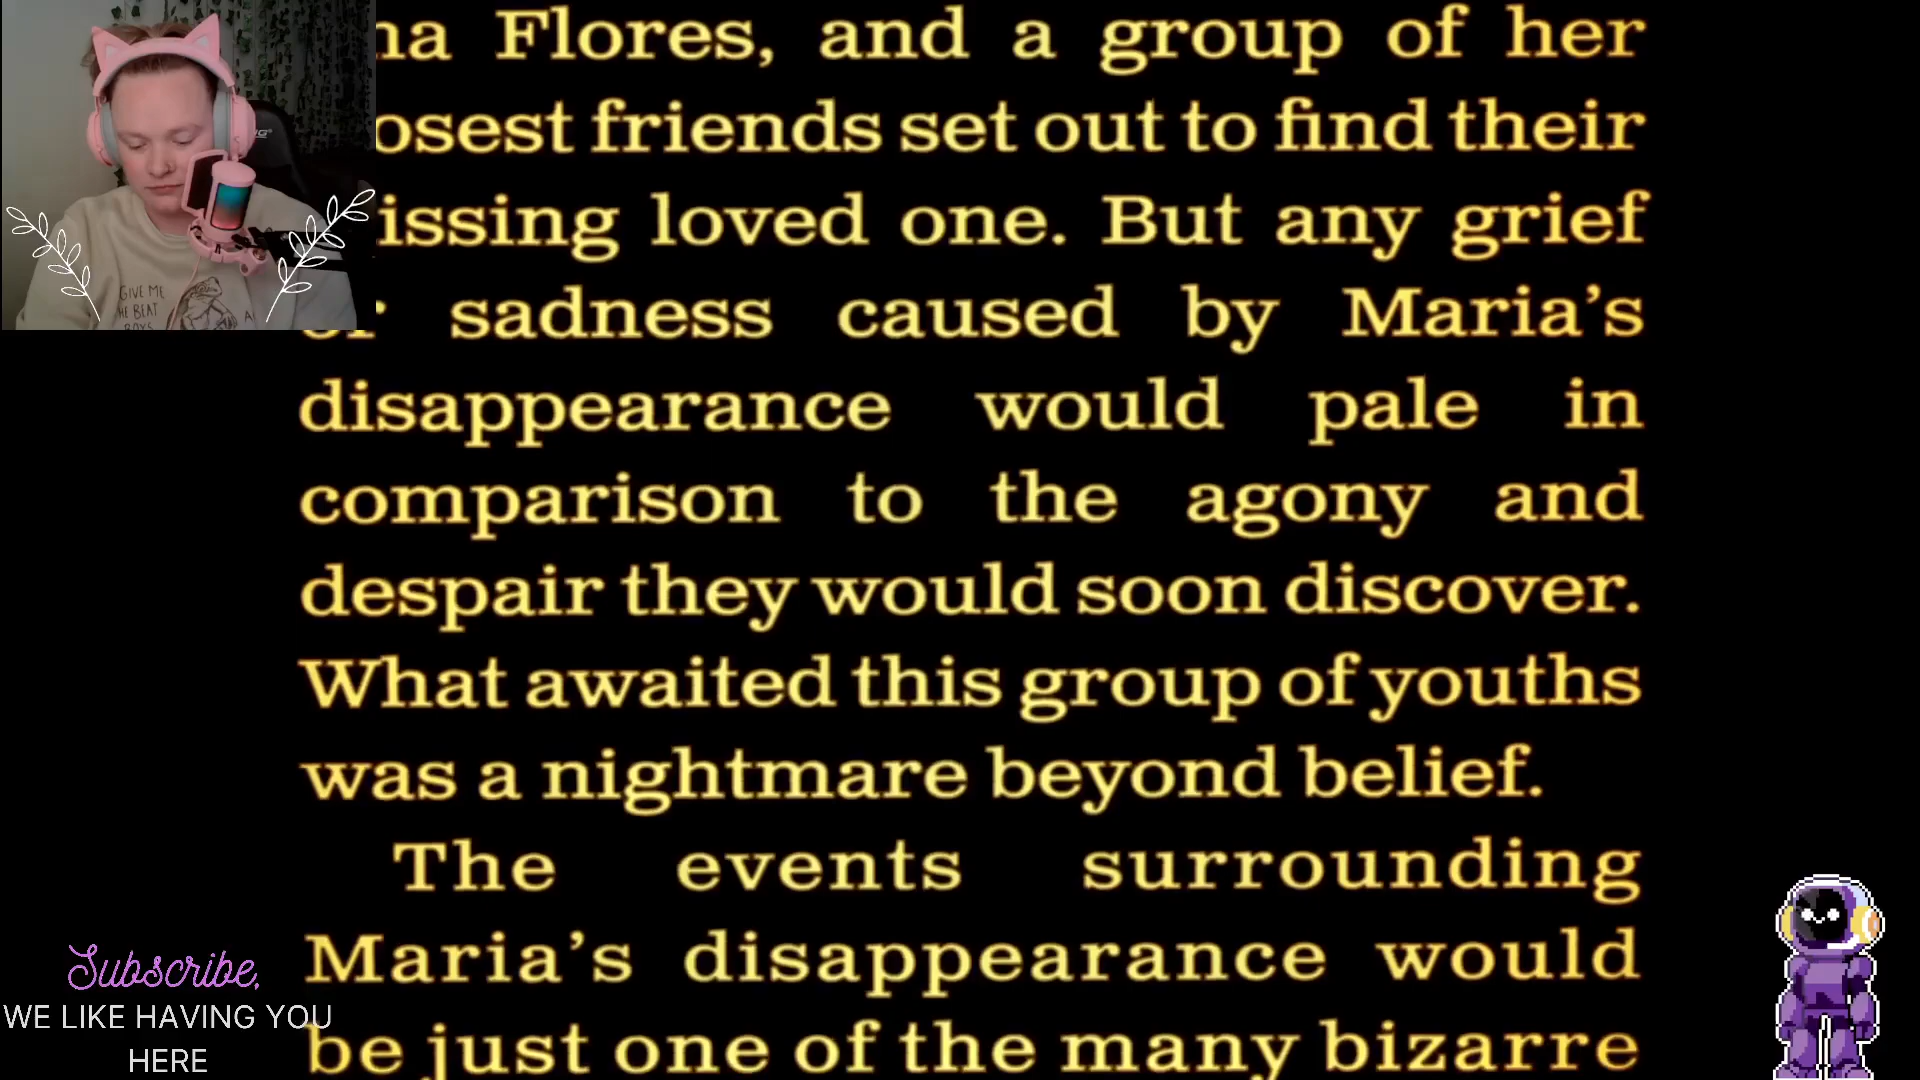 Flores, and a group of her
friends set out to find their
loved one. But any grief
sadness caused by Maria's
disappearance would pale in
comparison to the agony and
despair they would soon discover.
What awaited this group of youths
was a nightmare beyond belief.
The events surrounding
Maria's disappearance would
be just one of the many bizarre
GIVE ME
Subscribe,
WE LIKE HAVING YOU
HERE